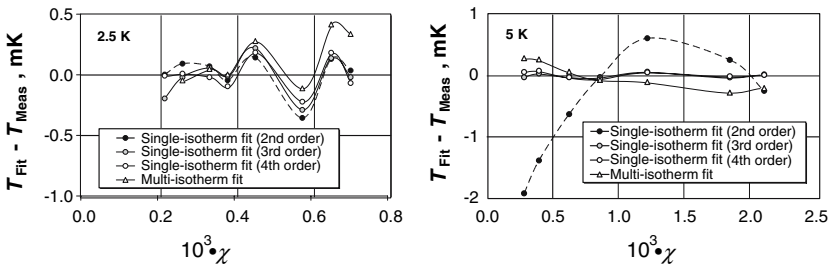 T_Fit - T_Meas , mK
0.5
0.0
-0.5
-1.0
2.5 K
Single-isotherm fit (2nd order)
Single-isotherm fit (3rd order)
Single-isotherm fit (4th order)
Multi-isotherm fit
0.0 0.2 0.4 0.6 0.8
10³•χ
T_Fit - T_Meas , mK
1
0
-1
-2
5 K
Single-isotherm fit (2nd order)
Single-isotherm fit (3rd order)
Single-isotherm fit (4th order)
Multi-isotherm fit
0.0 0.5 1.0 1.5 2.0 2.5
10³•χ